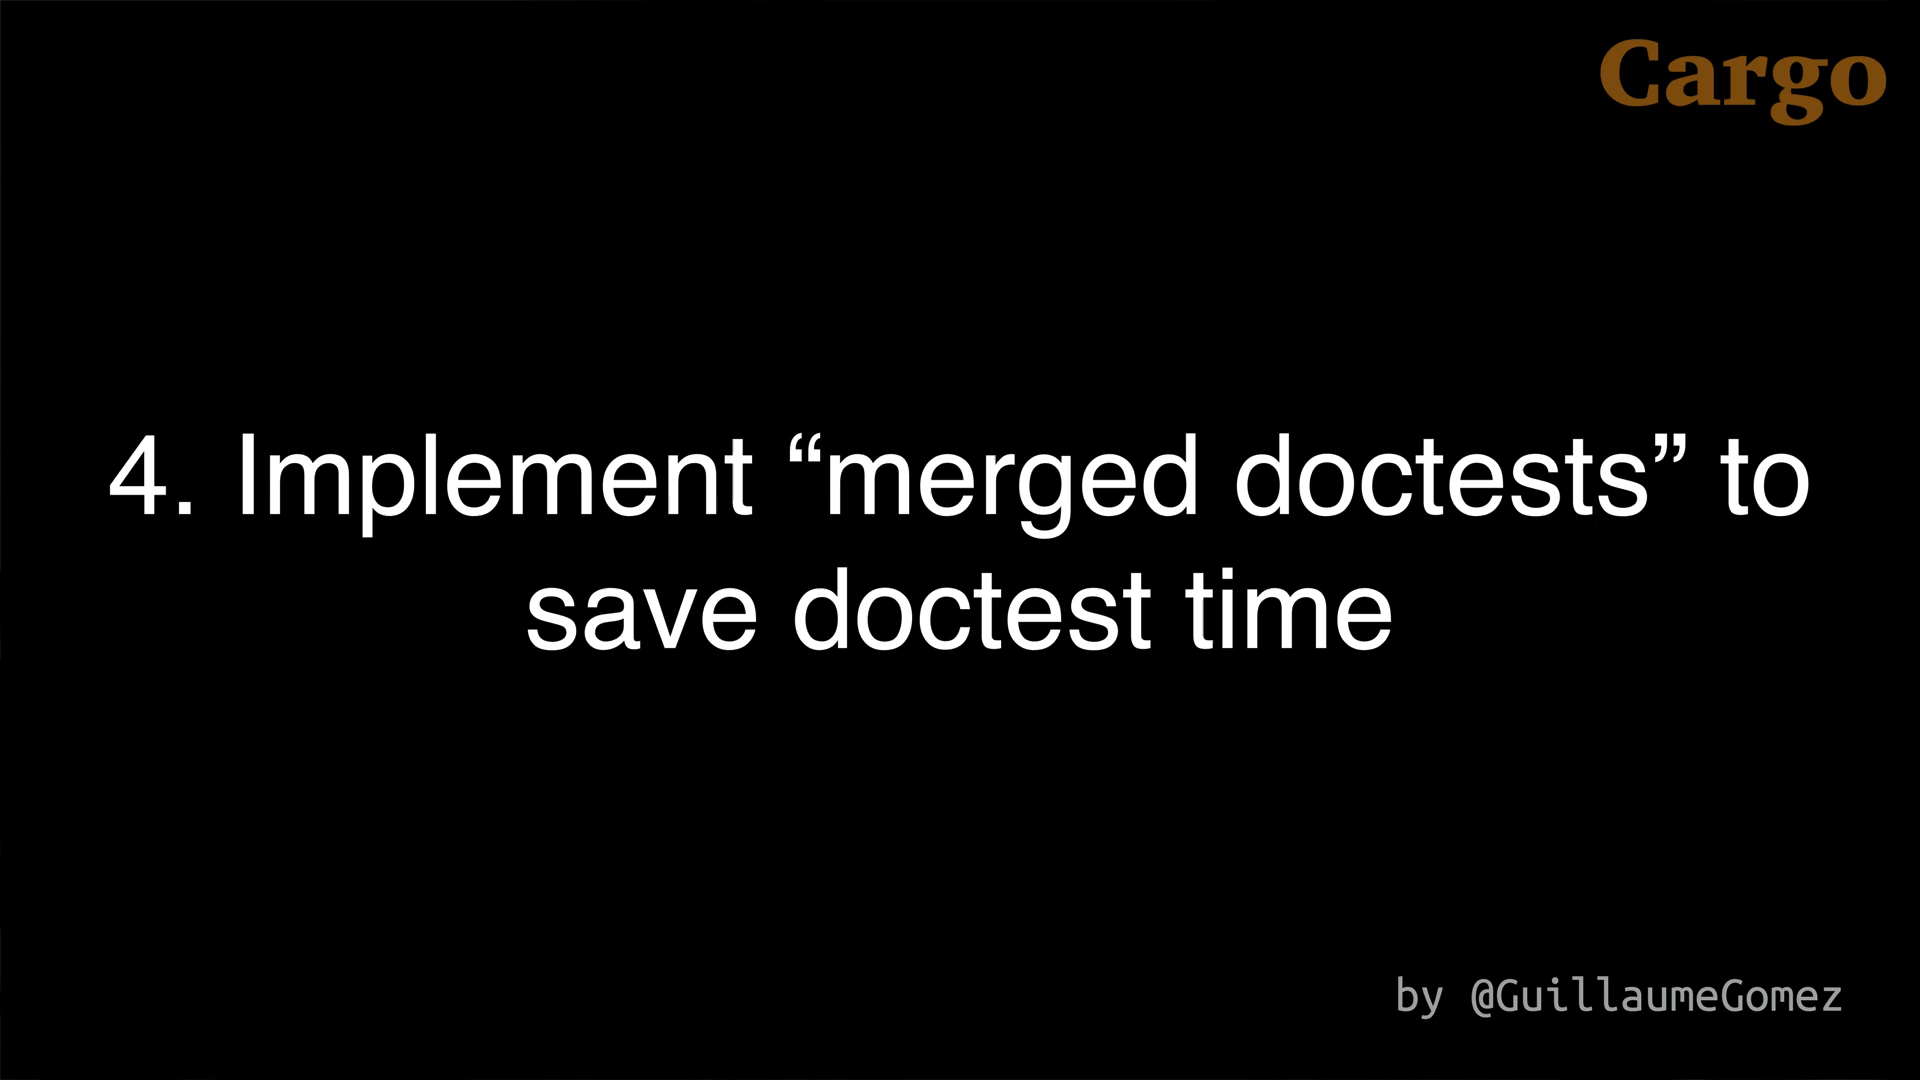 Cargo
4. Implement “merged doctests” to
save doctest time
by @GuillaumeGomez